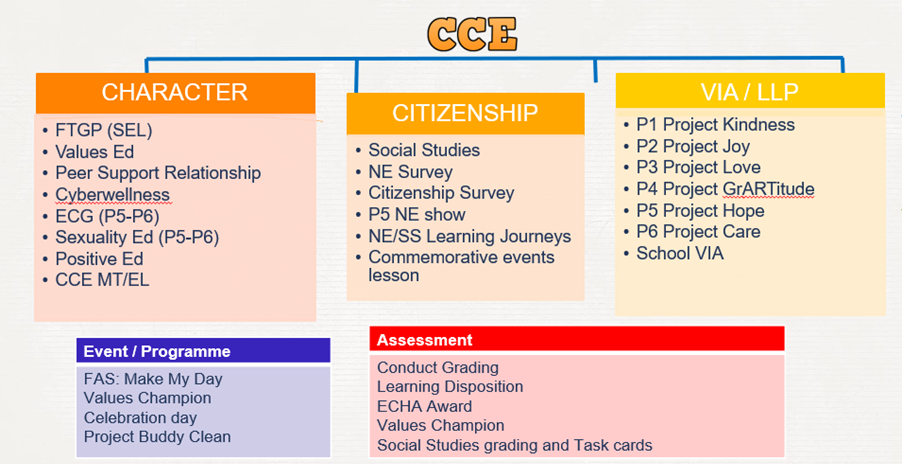 CCE
CHARACTER
• FTGP (SEL)
• Values Ed
• Peer Support Relationship
• Cyberwellness
• ECG (P5-P6)
• Sexuality Ed (P5-P6)
• Positive Ed
• CCE MT/EL
CITIZENSHIP
• Social Studies
• NE Survey
• Citizenship Survey
• P5 NE show
• NE/SS Learning Journeys
• Commemorative events
lesson
VIA / LLP
• P1 Project Kindness
• P2 Project Joy
• P3 Project Love
• P4 Project GrARTitude
• P5 Project Hope
• P6 Project Care
• School VIA
Event / Programme
FAS: Make My Day
Values Champion
Celebration day
Project Buddy Clean
Assessment
Conduct Grading
Learning Disposition
ECHA Award
Values Champion
Social Studies grading and Task cards